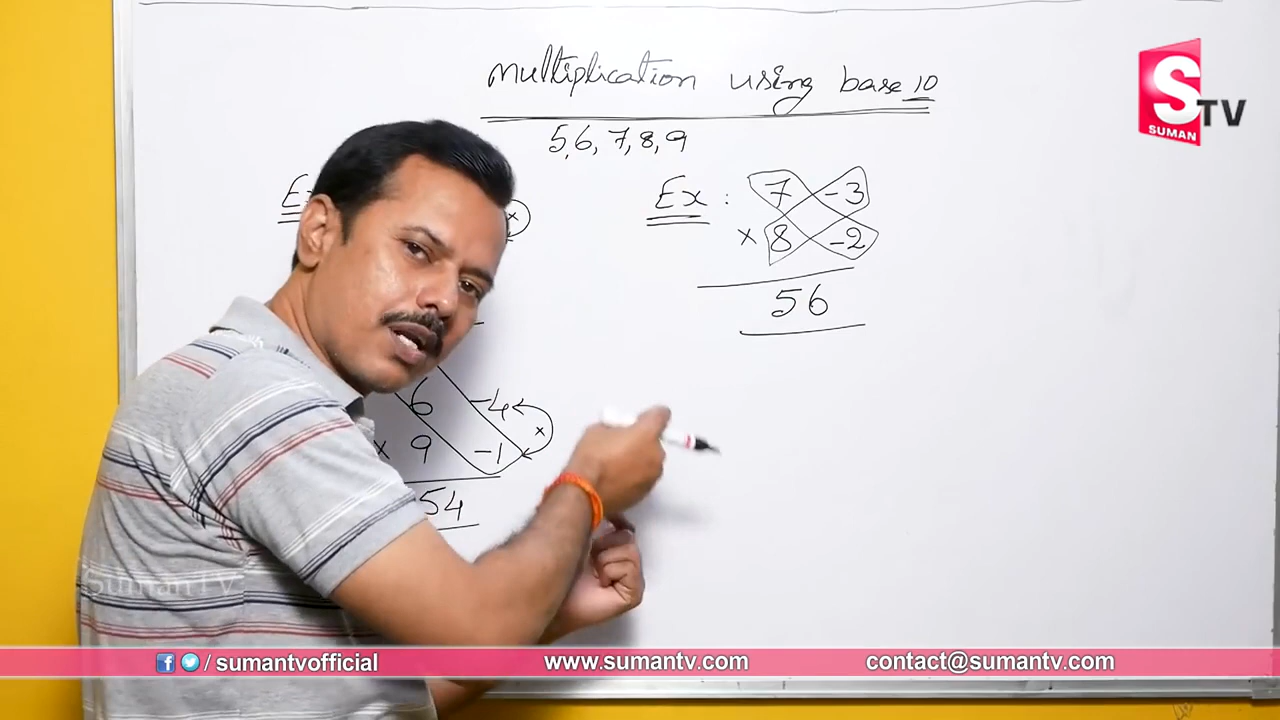 multiplication using base 10
5, 6, 7, 8, 9
Ex : 7 -3
× 8 -2
56
6 -4
×
× 9 -1
54
S TV
SUMAN
SumanTV
/ sumantvofficial www.sumantv.com contact@sumantv.com